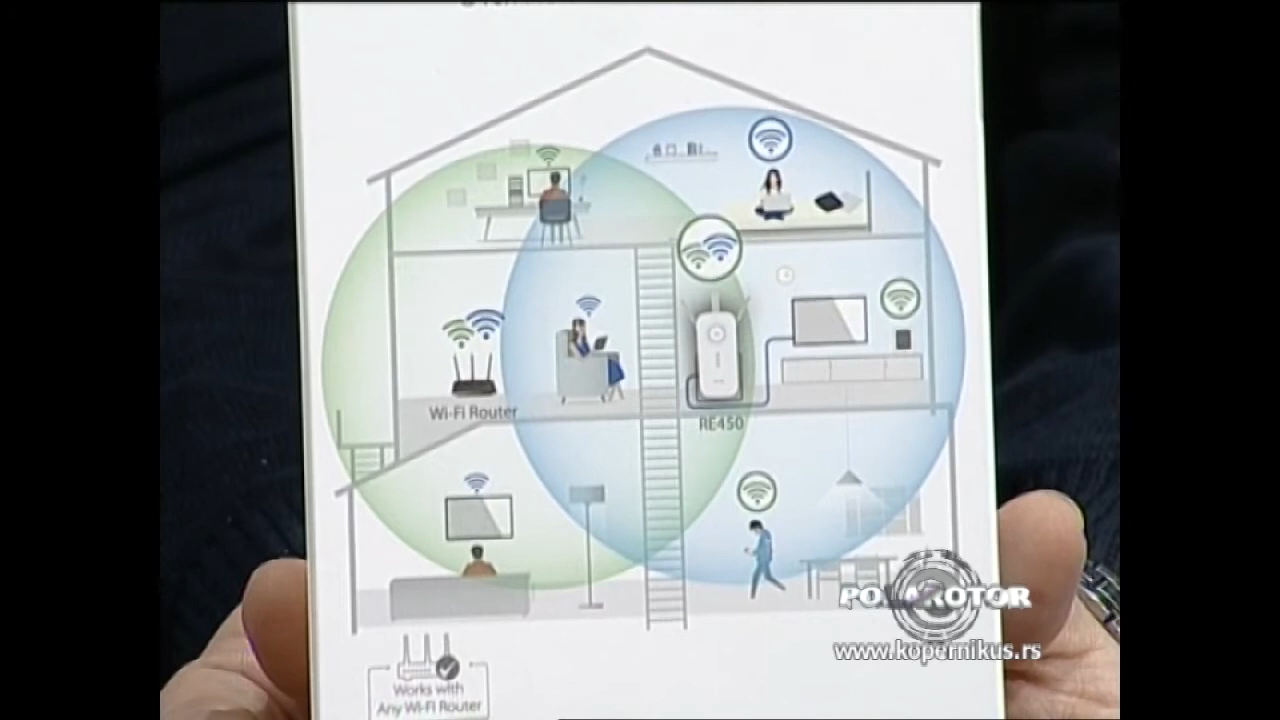 Wi-Fi Router
RE450
POLAROTOR
www.kopernikus.rs
Works with
Any Wi-Fi Router